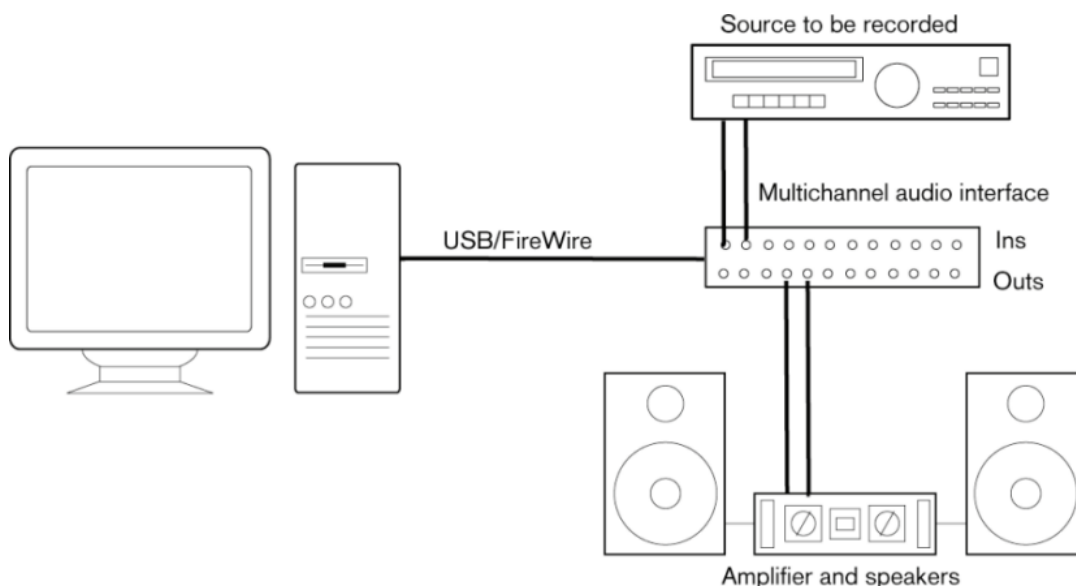 Source to be recorded
Multichannel audio interface
USB/FireWire
Ins
Outs
Amplifier and speakers